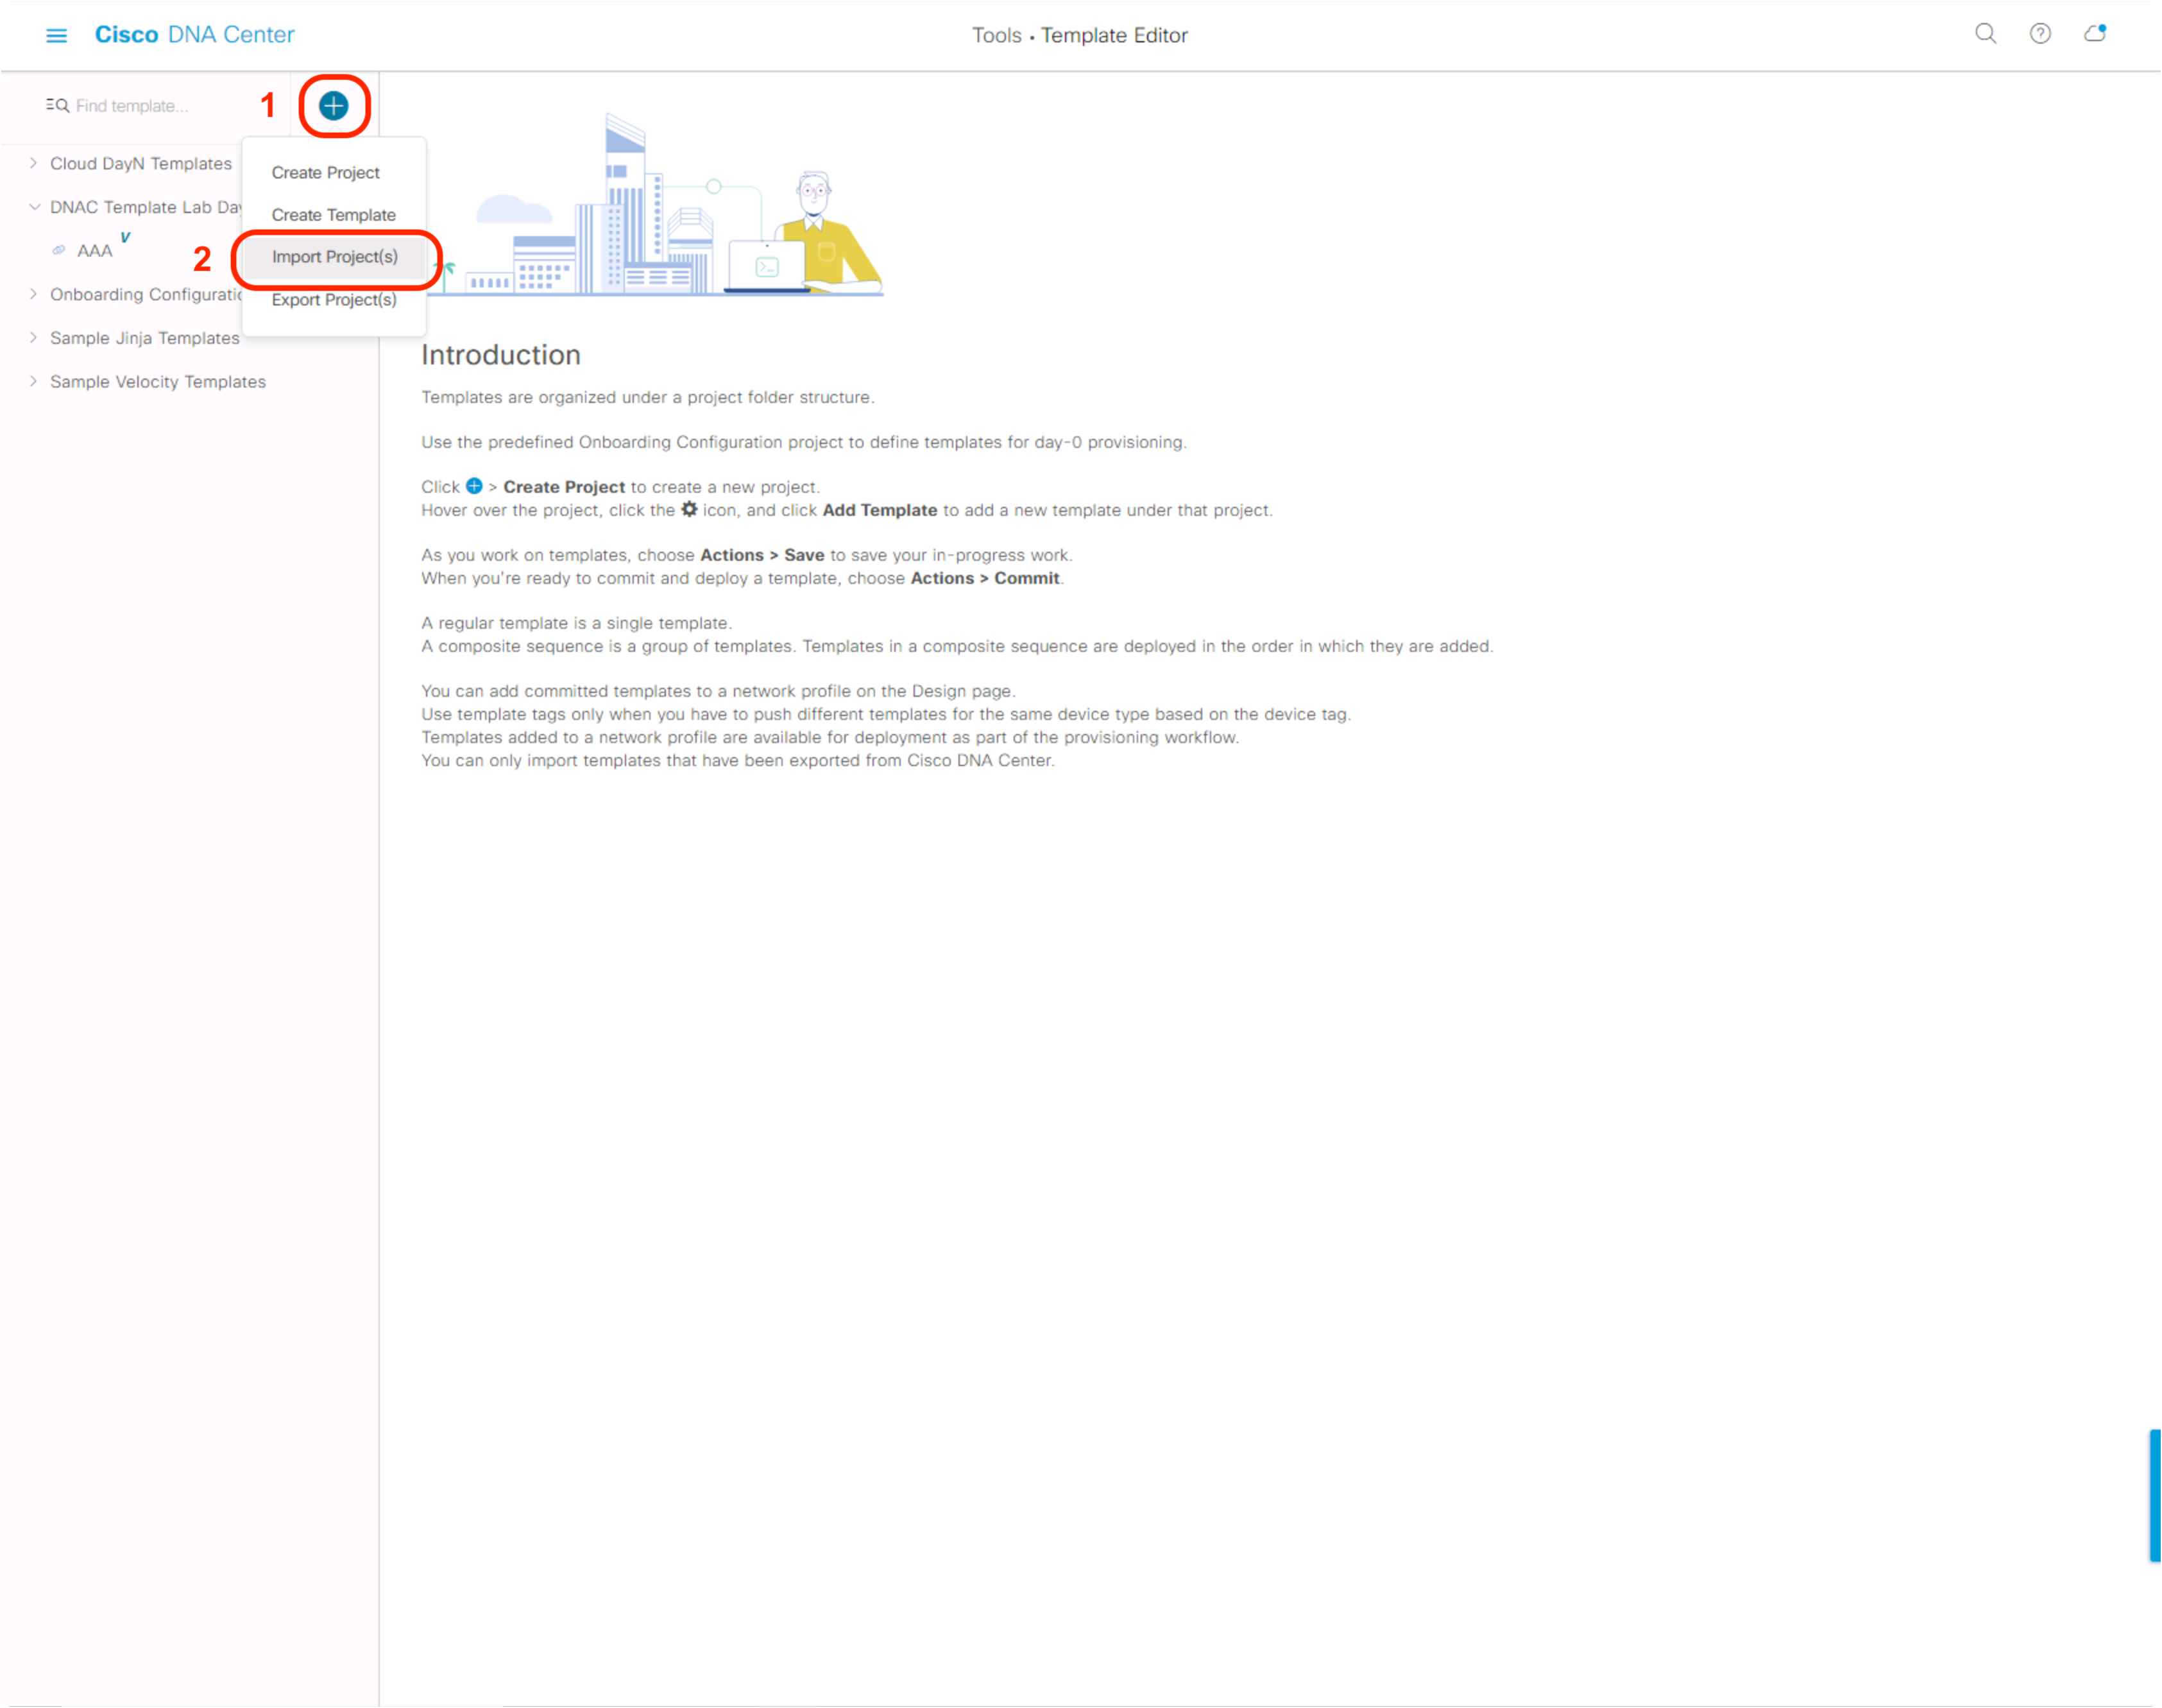 Cisco DNA Center
Tools • Template Editor
Find template...
1
Cloud DayN Templates
DNAC Template Lab Day
AAA V
Onboarding Configuratio
Sample Jinja Templates
Sample Velocity Templates
Create Project
Create Template
2
Import Project(s)
Export Project(s)
Introduction
Templates are organized under a project folder structure.
Use the predefined Onboarding Configuration project to define templates for day-0 provisioning.
Click > Create Project to create a new project.
Hover over the project, click the icon, and click Add Template to add a new template under that project.
As you work on templates, choose Actions > Save to save your in-progress work.
When you're ready to commit and deploy a template, choose Actions > Commit.
A regular template is a single template.
A composite sequence is a group of templates. Templates in a composite sequence are deployed in the order in which they are added.
You can add committed templates to a network profile on the Design page.
Use template tags only when you have to push different templates for the same device type based on the device tag.
Templates added to a network profile are available for deployment as part of the provisioning workflow.
You can only import templates that have been exported from Cisco DNA Center.